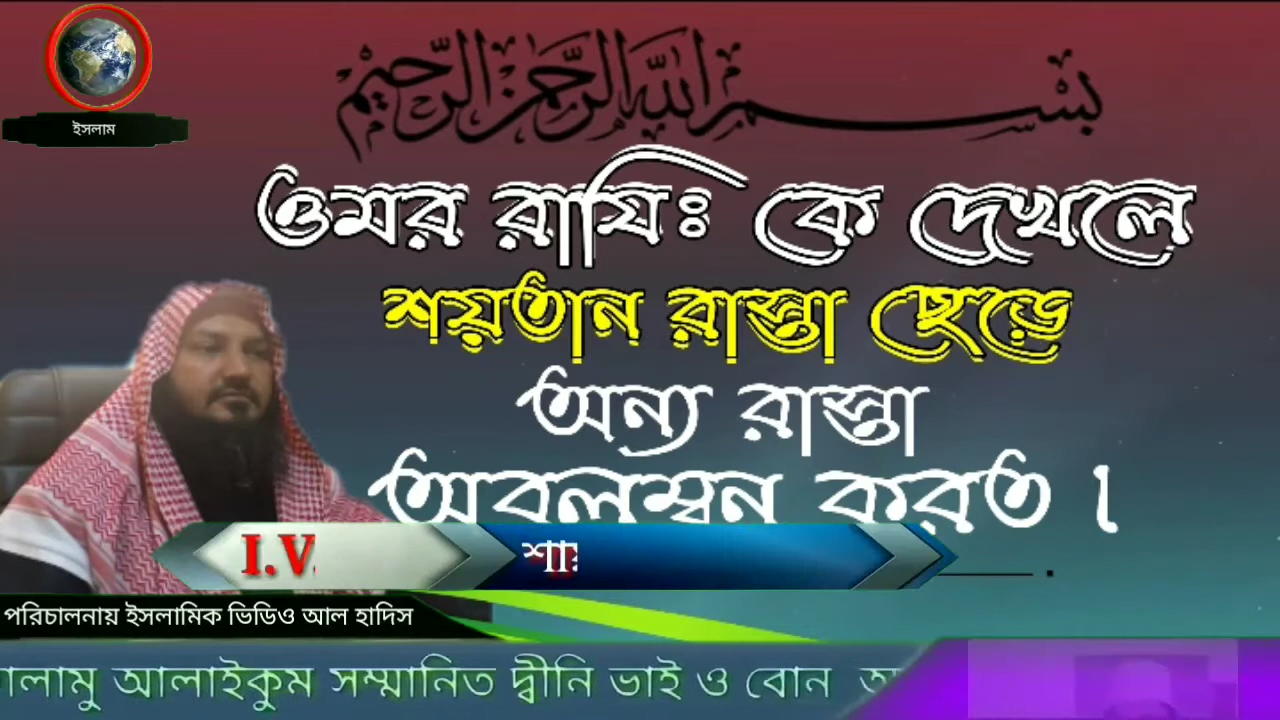 ইসলাম
بسم الله الرحمن الرحيم
ওমর রাযিঃ কে দেখলে
শয়তান রাস্তা ছেড়ে
অন্য রাস্তা
অবলম্বন করত ।
I.V.
পরিচালনায় ইসলামিক ভিডিও আল হাদিস
আলাইকুম সম্মানিত দ্বীনি ভাই ও বোন